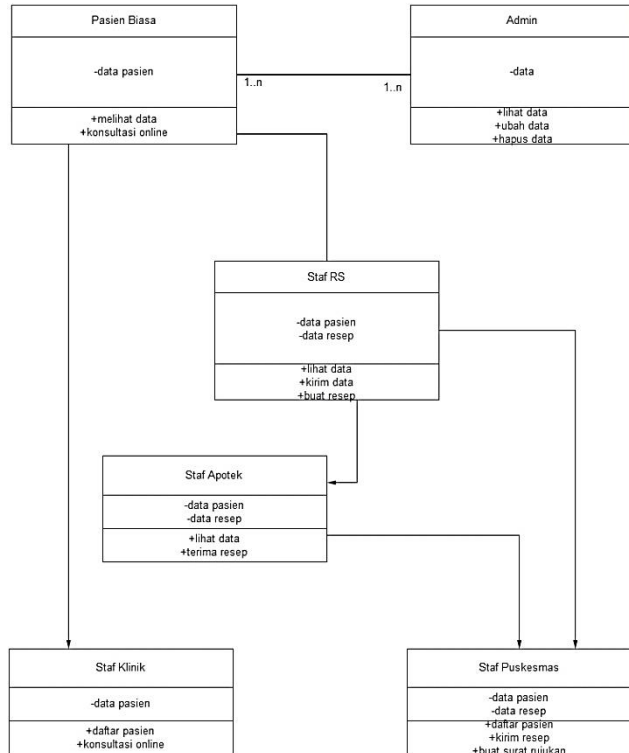 Pasien Biasa
-data pasien
+melihat data
+konsultasi online
Admin
-data
+lihat data
+ubah data
+hapus data
1..n
1..n
Staf RS
-data pasien
-data resep
+lihat data
+kirim data
+buat resep
Staf Apotek
-data pasien
-data resep
+lihat data
+terima resep
Staf Klinik
-data pasien
+daftar pasien
+konsultasi online
Staf Puskesmas
-data pasien
-data resep
+daftar pasien
+kirim resep
+buat surat rujukan